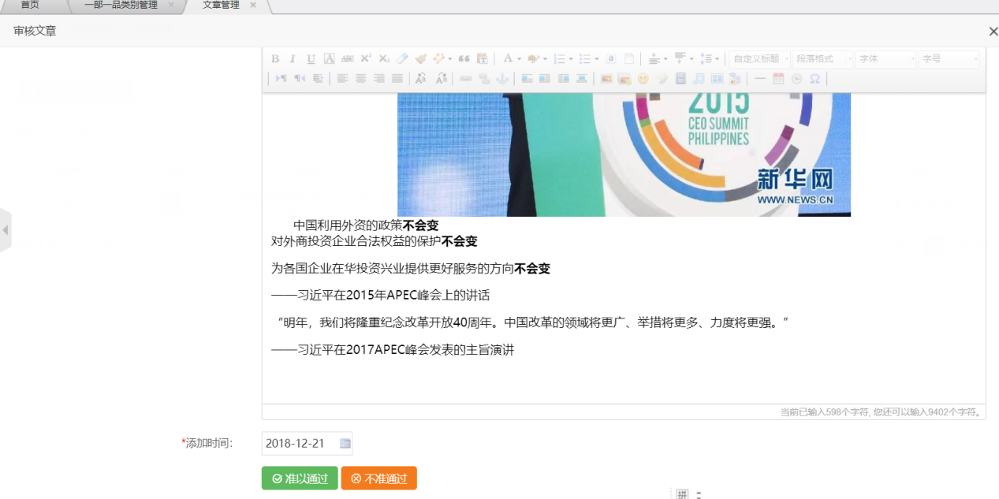 首页 一部一品类别管理 文章管理
审核文章
B I U A ABC X² X₂ A a 自定义标题 段落格式 字体 字号
2015
CEO SUMMIT
PHILIPPINES
新华网
WWW.NEWS.CN
中国利用外资的政策不会变
对外商投资企业合法权益的保护不会变
为各国企业在华投资兴业提供更好服务的方向不会变
——习近平在2015年APEC峰会上的讲话
“明年，我们将隆重纪念改革开放40周年。中国改革的领域将更广、举措将更多、力度将更强。”
——习近平在2017APEC峰会发表的主旨演讲
当前已输入598个字符, 您还可以输入9402个字符。
*添加时间： 2018-12-21
准以通过 不准通过
拼